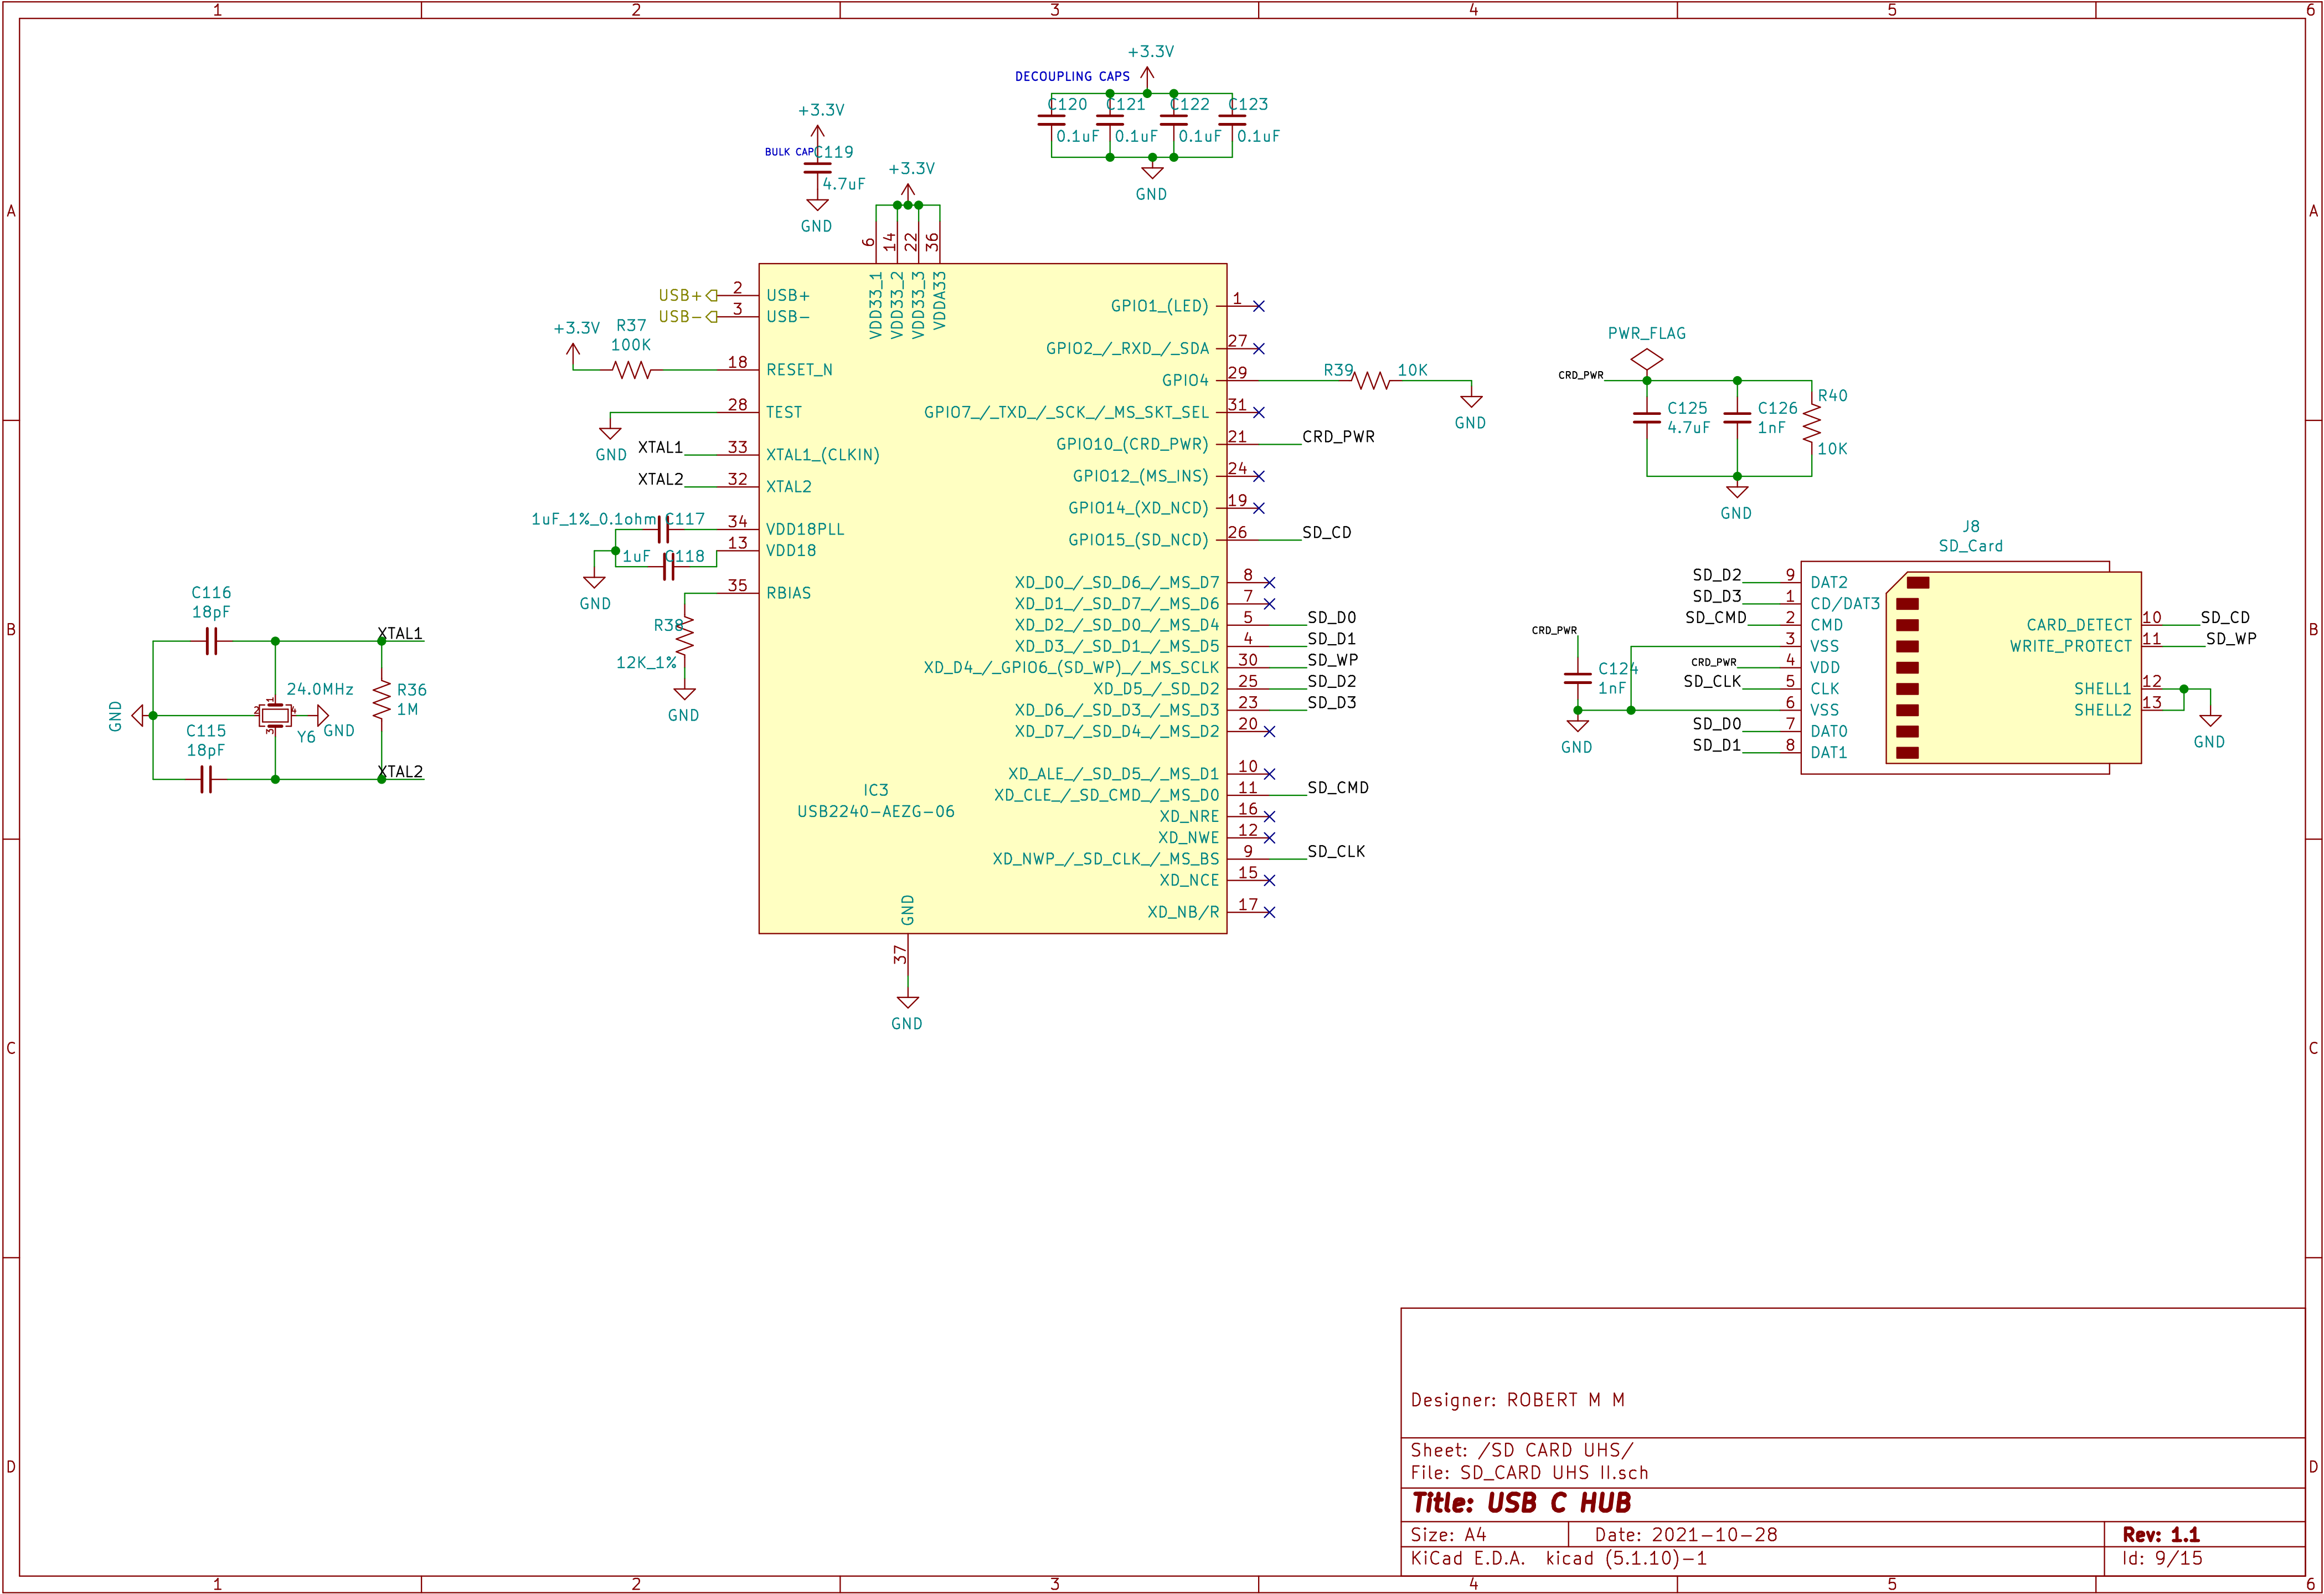 1 2 3 4 5 6
+3.3V
DECOUPLING CAPS
C120 C121 C122 C123
0.1uF 0.1uF 0.1uF 0.1uF
GND
+3.3V
BULK CAP
C119
4.7uF
GND
+3.3V
A A
6 14 22 36
VDD33_1 VDD33_2 VDD33_3 VDDA33
USB+ 2 USB+
USB- 3 USB-
+3.3V
R37
100K
18 RESET_N
28 TEST
GND
XTAL1 33 XTAL1_(CLKIN)
XTAL2 32 XTAL2
1uF_1%_0.1ohm C117 34 VDD18PLL
1uF C118 13 VDD18
GND
35 RBIAS
R38
12K_1%
GND
GPIO1_(LED) 1
GPIO2_/_RXD_/_SDA 27
GPIO4 29
R39 10K
GND
GPIO7_/_TXD_/_SCK_/_MS_SKT_SEL 31
GPIO10_(CRD_PWR) 21 CRD_PWR
GPIO12_(MS_INS) 24
GPIO14_(XD_NCD) 19
GPIO15_(SD_NCD) 26 SD_CD
XD_D0_/_SD_D6_/_MS_D7 8
XD_D1_/_SD_D7_/_MS_D6 7
XD_D2_/_SD_D0_/_MS_D4 5 SD_D0
XD_D3_/_SD_D1_/_MS_D5 4 SD_D1
XD_D4_/_GPIO6_(SD_WP)_/_MS_SCLK 30 SD_WP
XD_D5_/_SD_D2 25 SD_D2
XD_D6_/_SD_D3_/_MS_D3 23 SD_D3
XD_D7_/_SD_D4_/_MS_D2 20
XD_ALE_/_SD_D5_/_MS_D1 10
XD_CLE_/_SD_CMD_/_MS_D0 11 SD_CMD
XD_NRE 16
XD_NWE 12
XD_NWP_/_SD_CLK_/_MS_BS 9 SD_CLK
XD_NCE 15
XD_NB/R 17
IC3
USB2240-AEZG-06
GND
37
GND
C116
18pF
XTAL1
24.0MHz
R36
1M
GND
1 2 3 4
Y6
GND
C115
18pF
XTAL2
PWR_FLAG
CRD_PWR
C125
4.7uF
C126
1nF
R40
10K
GND
J8
SD_Card
SD_D2 9 DAT2
SD_D3 1 CD/DAT3
SD_CMD 2 CMD
3 VSS
CRD_PWR 4 VDD
SD_CLK 5 CLK
6 VSS
SD_D0 7 DAT0
SD_D1 8 DAT1
CRD_PWR
C124
1nF
GND
CARD_DETECT 10 SD_CD
WRITE_PROTECT 11 SD_WP
SHELL1 12
SHELL2 13
GND
B B
C C
D D
Designer: ROBERT M M
Sheet: /SD CARD UHS/
File: SD_CARD UHS II.sch
Title: USB C HUB
Size: A4 Date: 2021-10-28 Rev: 1.1
KiCad E.D.A. kicad (5.1.10)-1 Id: 9/15
1 2 3 4 5 6